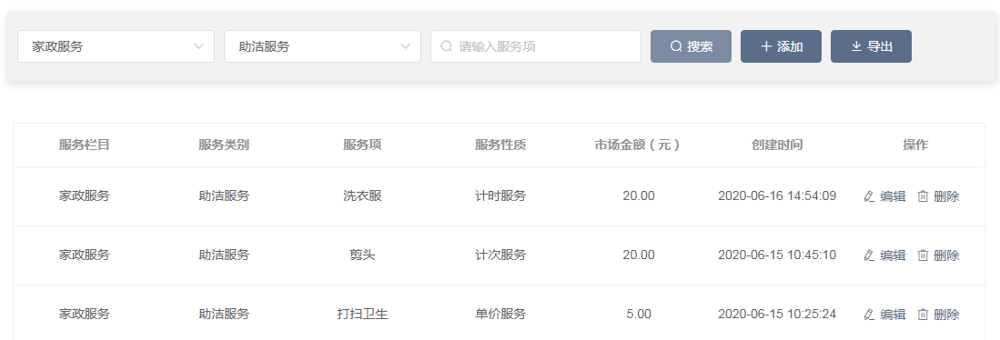 家政服务 助洁服务 请输入服务项 搜索 添加 导出
服务栏目 服务类别 服务项 服务性质 市场金额（元） 创建时间 操作
家政服务 助洁服务 洗衣服 计时服务 20.00 2020-06-16 14:54:09 编辑 删除
家政服务 助洁服务 剪头 计次服务 20.00 2020-06-15 10:45:10 编辑 删除
家政服务 助洁服务 打扫卫生 单价服务 5.00 2020-06-15 10:25:24 编辑 删除